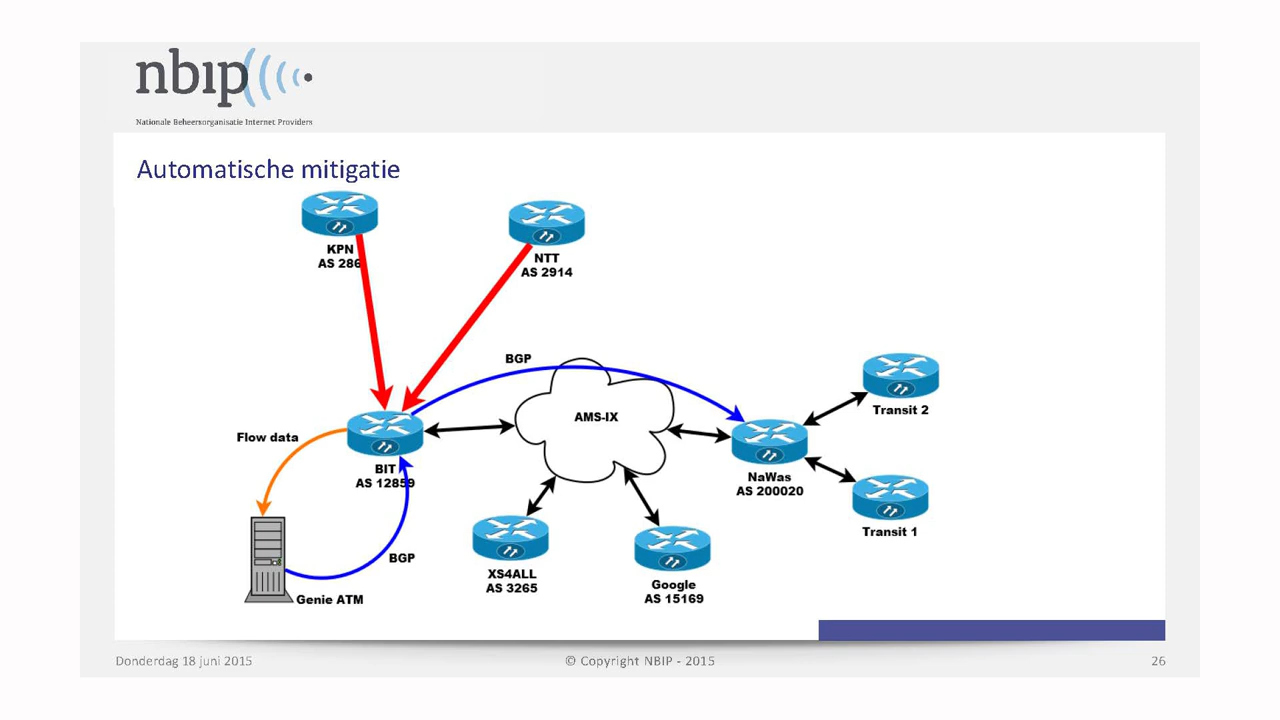 nbip
Nationale Beheersorganisatie Internet Providers
Automatische mitigatie
KPN
AS 286
NTT
AS 2914
BGP
AMS-IX
Transit 2
Flow data
BIT
AS 12859
NaWas
AS 200020
Transit 1
BGP
XS4ALL
AS 3265
Google
AS 15169
Genie ATM
Donderdag 18 juni 2015
© Copyright NBIP - 2015
26